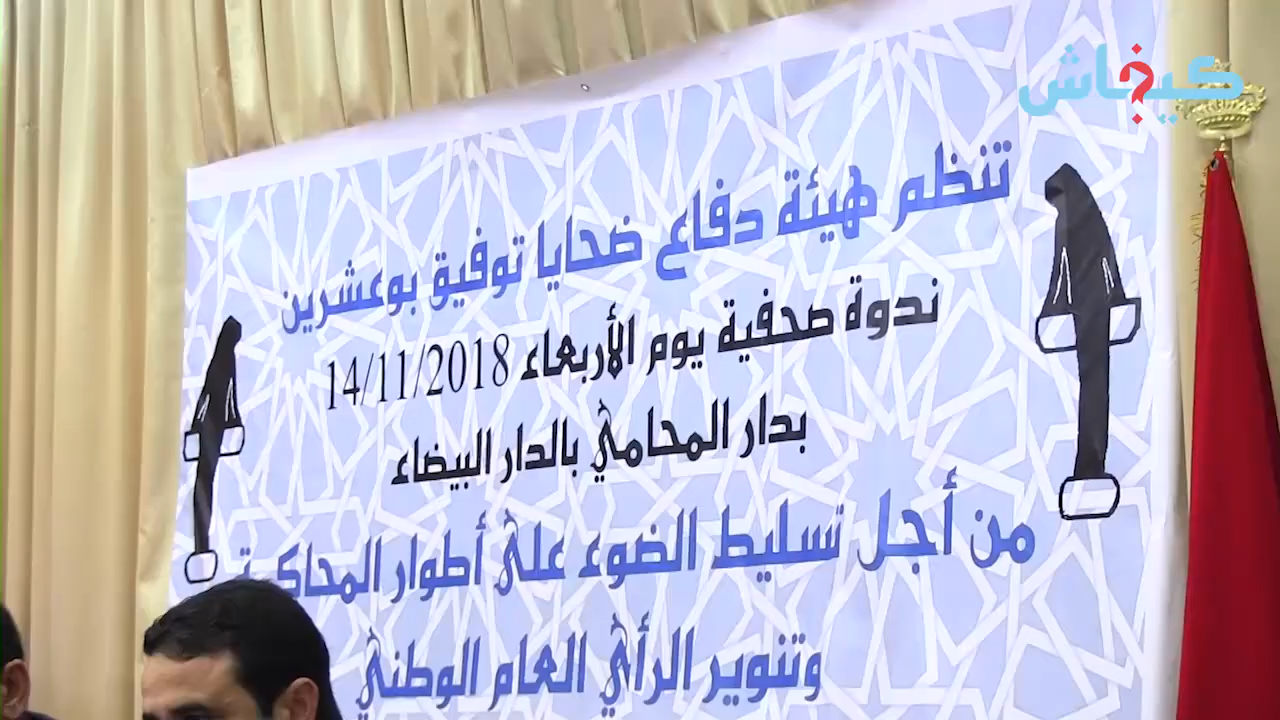 كيفاش
تنظم هيئة دفاع ضحايا توفيق بوعشرين
ندوة صحفية يوم الأربعاء 14/11/2018
بدار المحامي بالدار البيضاء
من أجل تسليط الضوء على أطوار المحاكمة
وتنوير الرأي العام الوطني